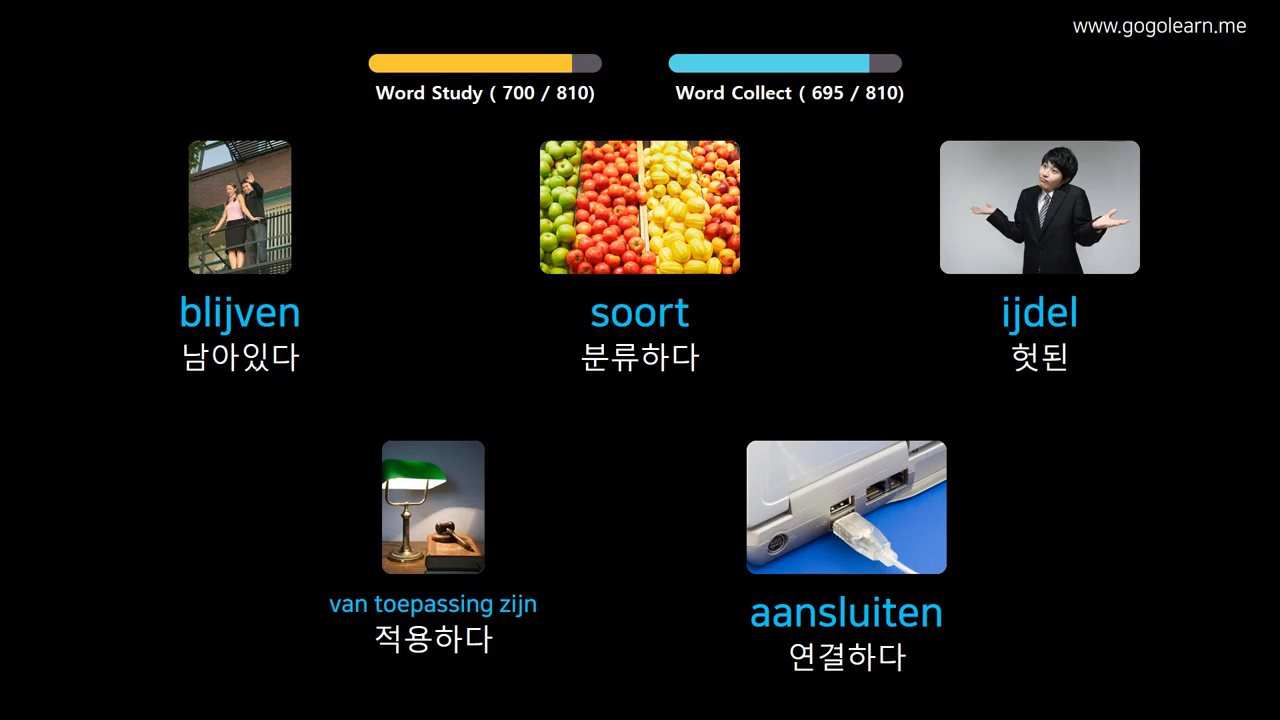 www.gogolearn.me
Word Study ( 700 / 810)
Word Collect ( 695 / 810)
blijven
남아있다
soort
분류하다
ijdel
헛된
van toepassing zijn
적용하다
aansluiten
연결하다